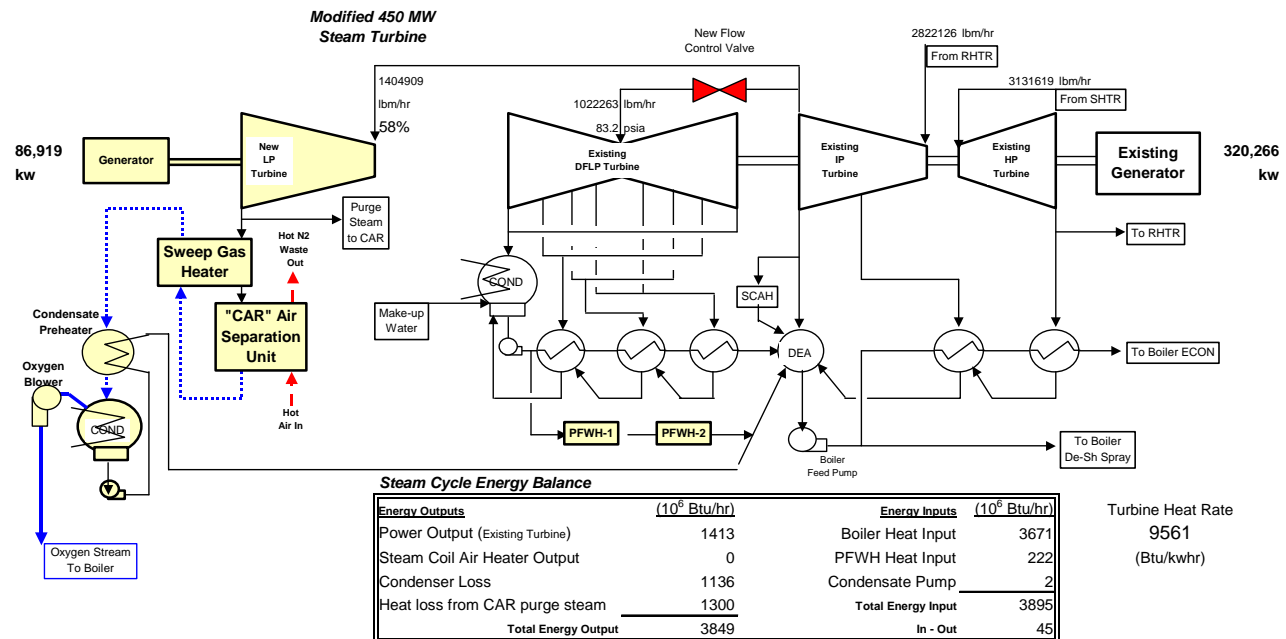 Modified 450 MW
Steam Turbine
New Flow
Control Valve
2822126 lbm/hr
From RHTR
1404909
lbm/hr
58%
1022263 lbm/hr
83.2 psia
3131619 lbm/hr
From SHTR
86,919
kw
Generator
New
LP
Turbine
Existing
DFLP Turbine
Existing
IP
Turbine
Existing
HP
Turbine
Existing
Generator
320,266
kw
Purge
Steam
to CAR
Hot N2
Waste
Out
Sweep Gas
Heater
To RHTR
COND
SCAH
Make-up
Water
Condensate
Preheater
"CAR" Air
Separation
Unit
DEA
To Boiler ECON
Oxygen
Blower
COND
Hot
Air In
PFWH-1
PFWH-2
Boiler
Feed Pump
To Boiler
De-Sh Spray
Oxygen Stream
To Boiler
Steam Cycle Energy Balance
Energy Outputs (10⁶ Btu/hr) Energy Inputs (10⁶ Btu/hr)
Power Output (Existing Turbine) 1413 Boiler Heat Input 3671
Steam Coil Air Heater Output 0 PFWH Heat Input 222
Condenser Loss 1136 Condensate Pump 2
Heat loss from CAR purge steam 1300 Total Energy Input 3895
Total Energy Output 3849 In - Out 45
Turbine Heat Rate
9561
(Btu/kwhr)